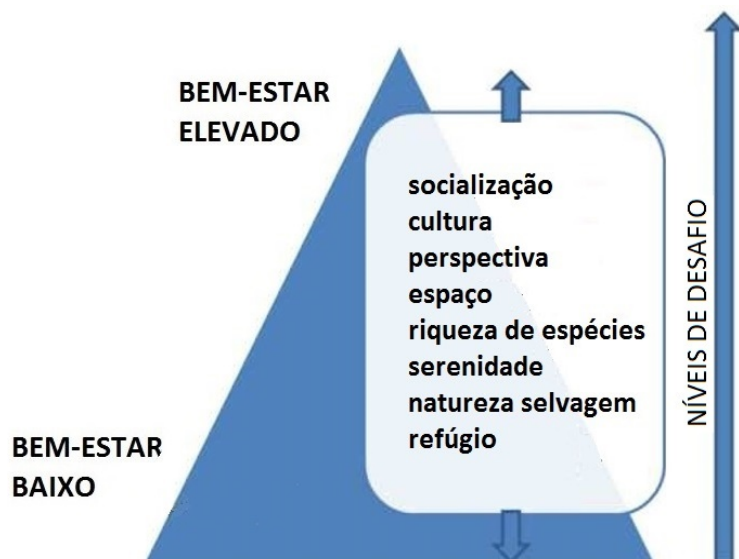 BEM-ESTAR
ELEVADO
socialização
cultura
perspectiva
espaço
riqueza de espécies
serenidade
natureza selvagem
refúgio
BEM-ESTAR
BAIXO
NÍVEIS DE DESAFIO